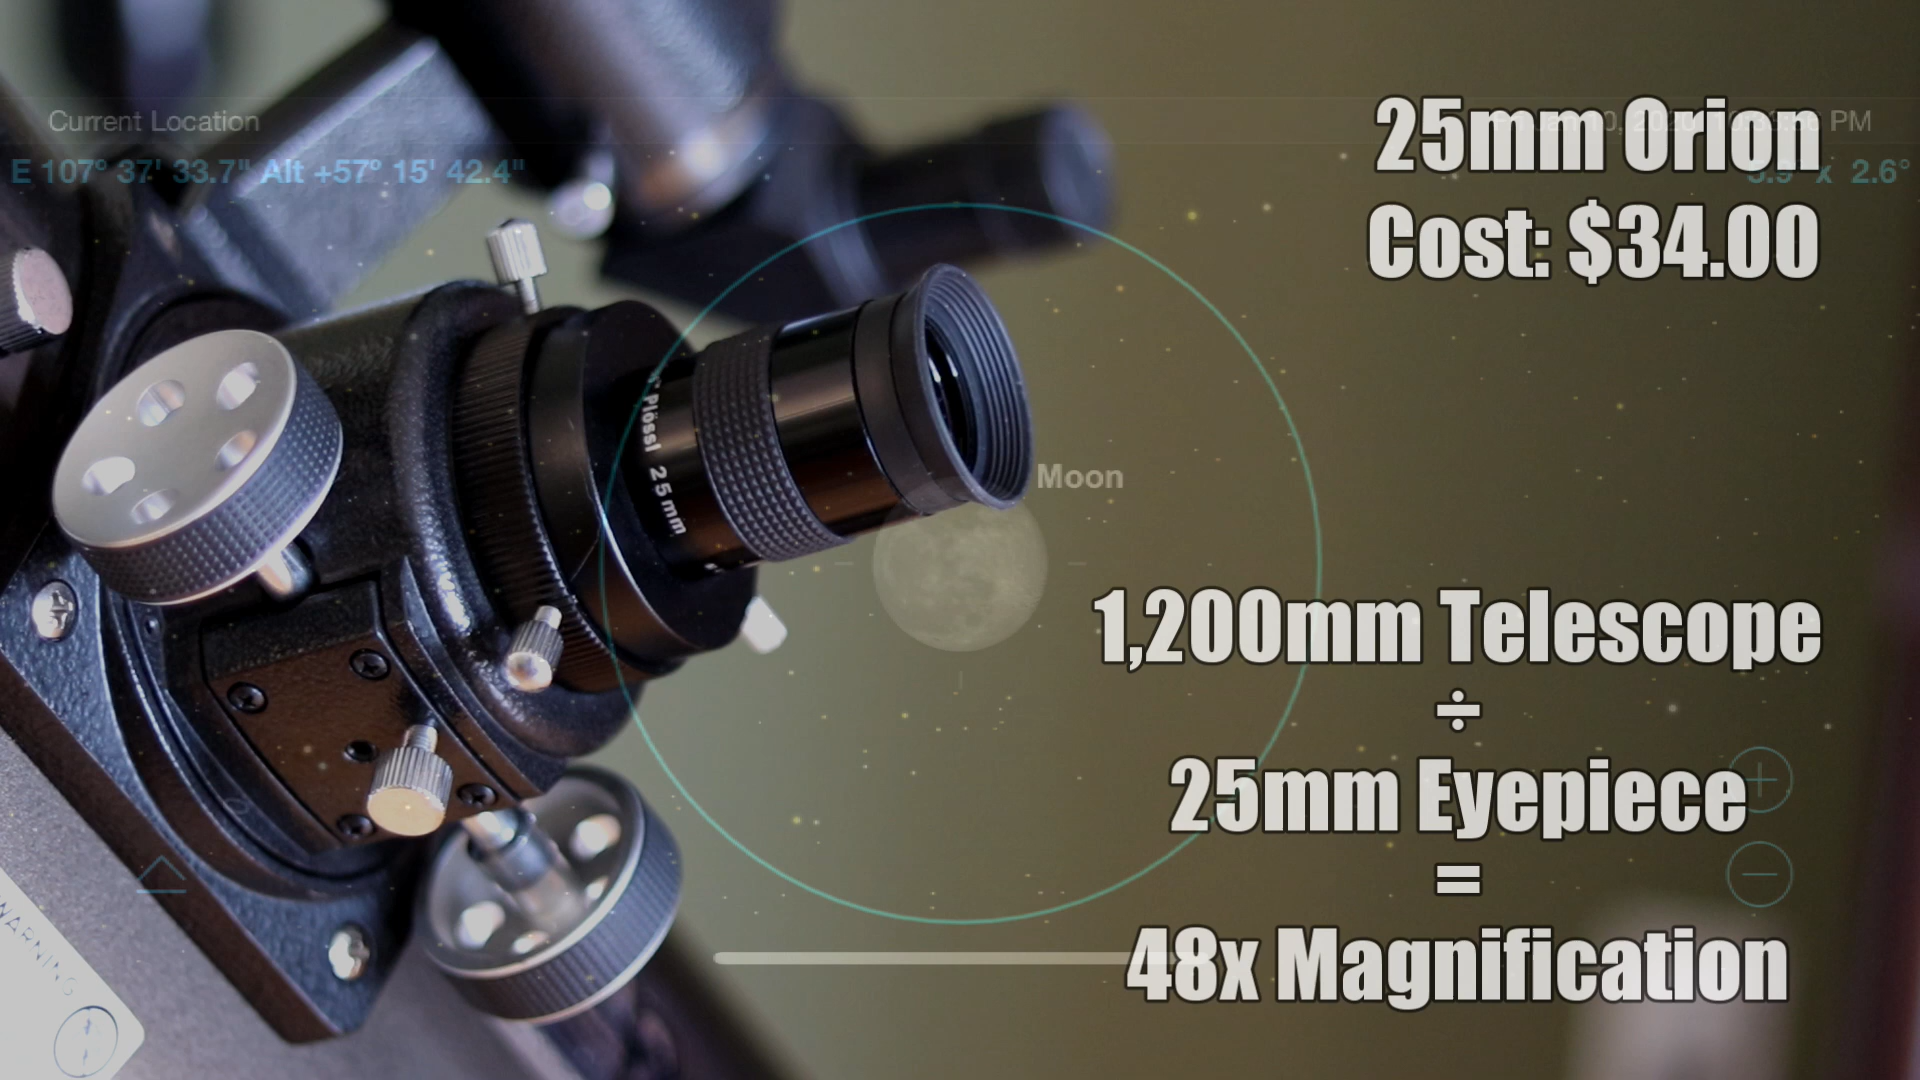 Current Location
E 107° 37' 33.7" Alt +57° 15' 42.4"
PM
x 2.6°
25mm Orion
Cost: $34.00
Plössl 25mm
Moon
1,200mm Telescope
÷
25mm Eyepiece
=
48x Magnification
WARNING